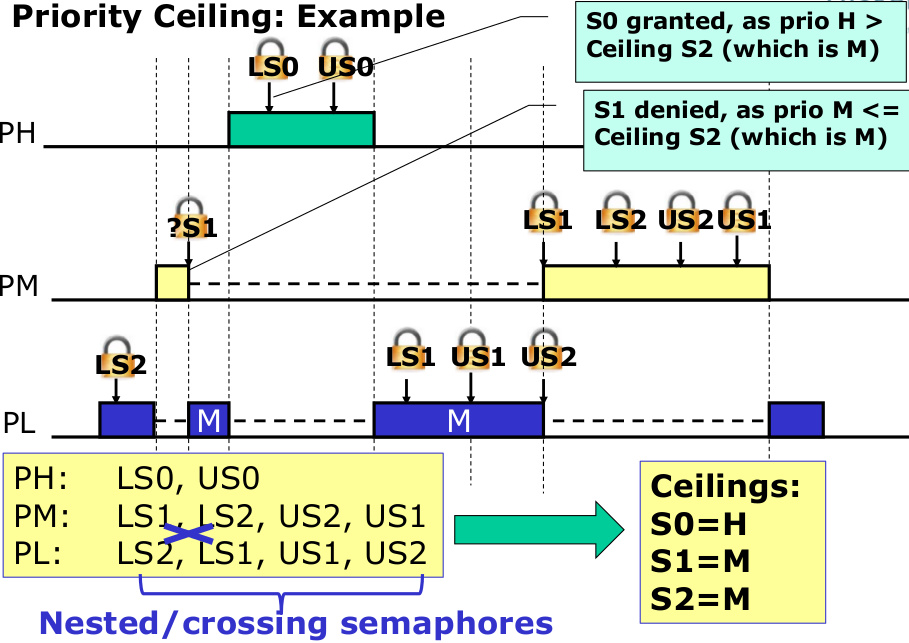 Priority Ceiling: Example
S0 granted, as prio H >
Ceiling S2 (which is M)
S1 denied, as prio M <=
Ceiling S2 (which is M)
LS0 US0
PH
?S1 LS1 LS2 US2 US1
PM
LS2 LS1 US1 US2
PL M M
PH: LS0, US0
PM: LS1, LS2, US2, US1
PL: LS2, LS1, US1, US2
Ceilings:
S0=H
S1=M
S2=M
Nested/crossing semaphores